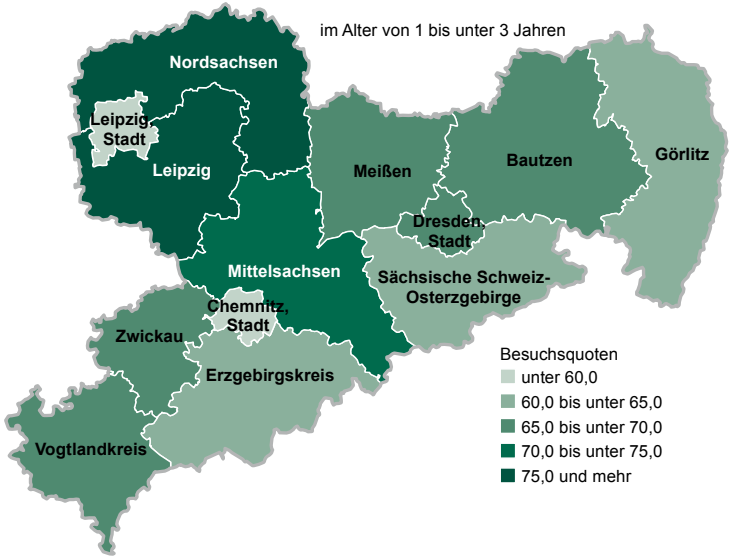 im Alter von 1 bis unter 3 Jahren
Nordsachsen
Leipzig,
Stadt
Leipzig
Meißen
Bautzen
Görlitz
Dresden,
Stadt
Mittelsachsen
Sächsische Schweiz-
Osterzgebirge
Chemnitz,
Stadt
Zwickau
Erzgebirgskreis
Vogtlandkreis
Besuchsquoten
unter 60,0
60,0 bis unter 65,0
65,0 bis unter 70,0
70,0 bis unter 75,0
75,0 und mehr